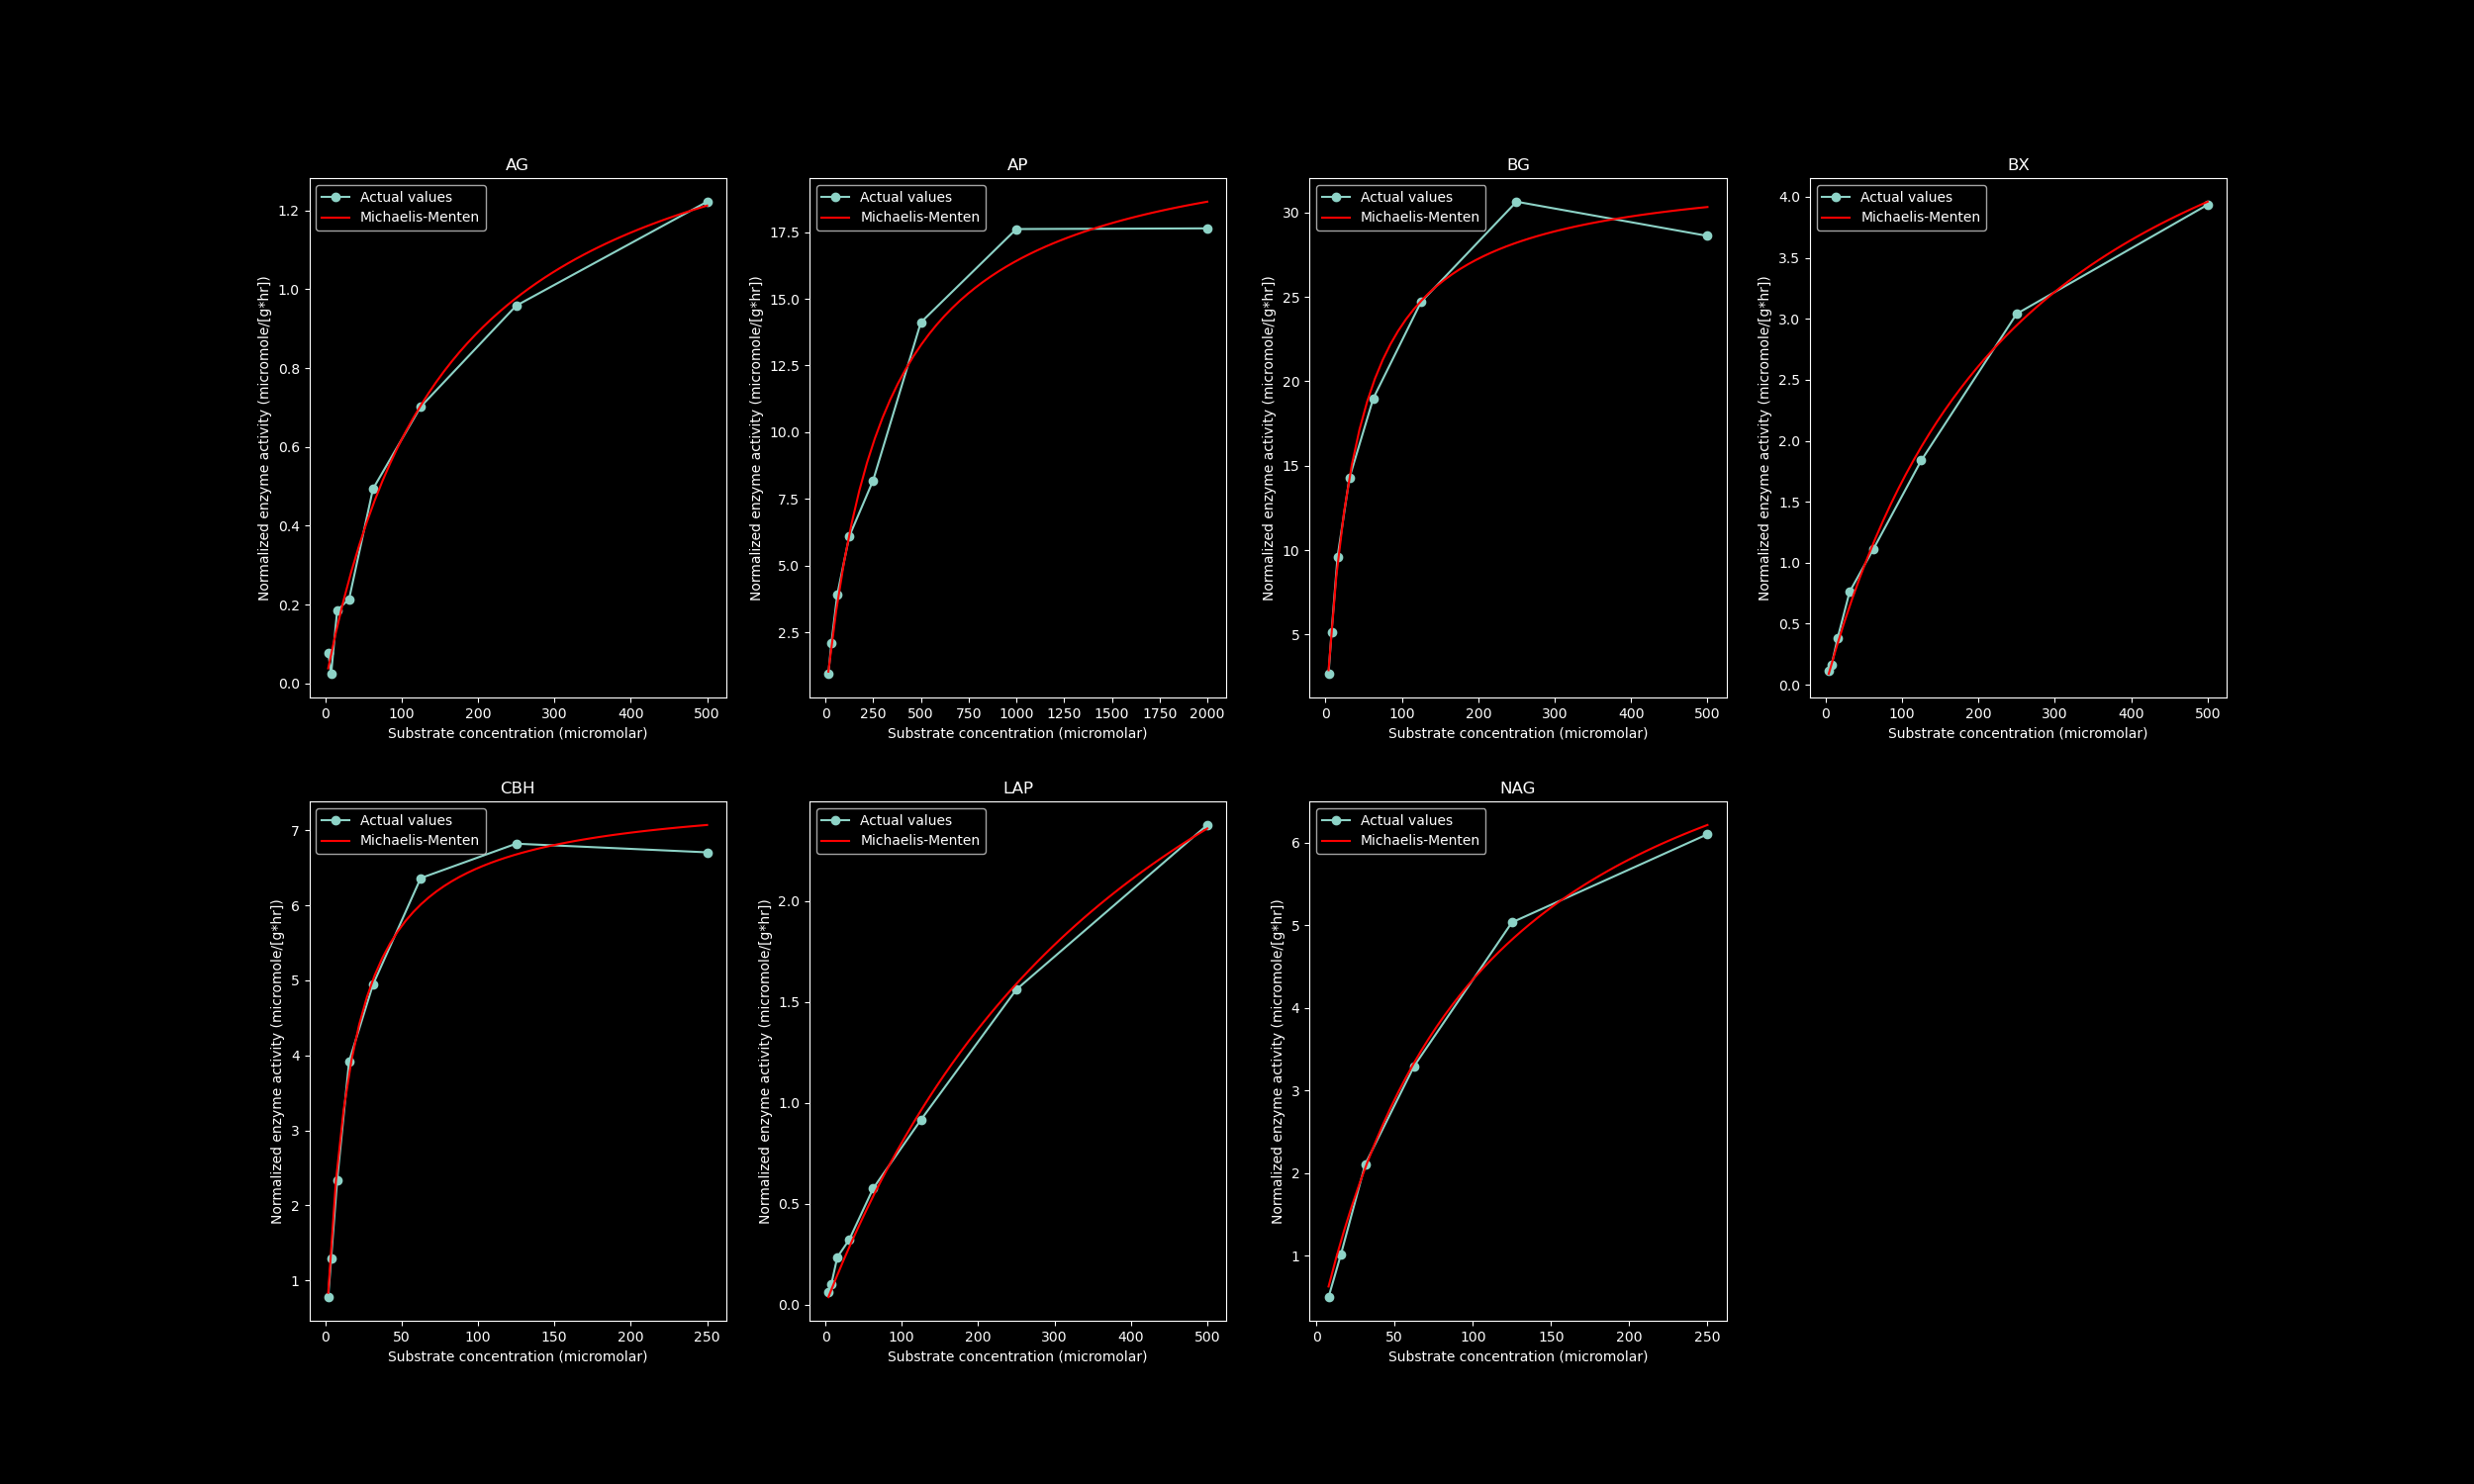 AG
Actual values
Michaelis-Menten
Normalized enzyme activity (micromole/[g*hr])
1.2
1.0
0.8
0.6
0.4
0.2
0.0
0 100 200 300 400 500
Substrate concentration (micromolar)
AP
Actual values
Michaelis-Menten
Normalized enzyme activity (micromole/[g*hr])
17.5
15.0
12.5
10.0
7.5
5.0
2.5
0 250 500 750 1000 1250 1500 1750 2000
Substrate concentration (micromolar)
BG
Actual values
Michaelis-Menten
Normalized enzyme activity (micromole/[g*hr])
30
25
20
15
10
5
0 100 200 300 400 500
Substrate concentration (micromolar)
BX
Actual values
Michaelis-Menten
Normalized enzyme activity (micromole/[g*hr])
4.0
3.5
3.0
2.5
2.0
1.5
1.0
0.5
0.0
0 100 200 300 400 500
Substrate concentration (micromolar)
CBH
Actual values
Michaelis-Menten
Normalized enzyme activity (micromole/[g*hr])
7
6
5
4
3
2
1
0 50 100 150 200 250
Substrate concentration (micromolar)
LAP
Actual values
Michaelis-Menten
Normalized enzyme activity (micromole/[g*hr])
2.0
1.5
1.0
0.5
0.0
0 100 200 300 400 500
Substrate concentration (micromolar)
NAG
Actual values
Michaelis-Menten
Normalized enzyme activity (micromole/[g*hr])
6
5
4
3
2
1
0 50 100 150 200 250
Substrate concentration (micromolar)